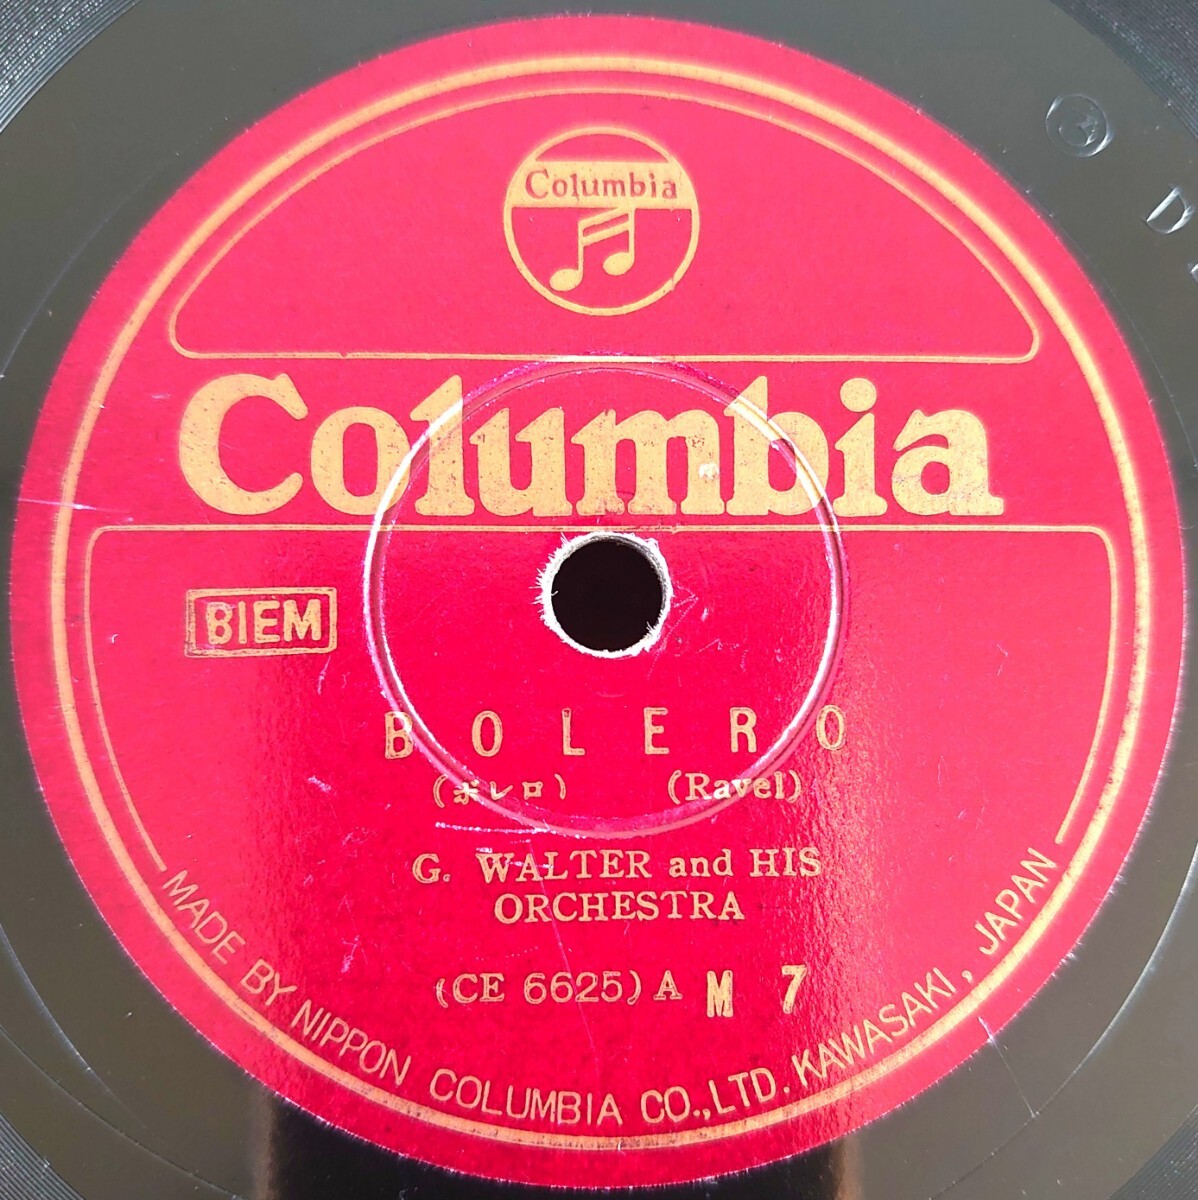 Columbia
Columbia
BIEM
BOLERO
(ボレロ) (Ravel)
G. WALTER and HIS
ORCHESTRA
(CE 6625) A M 7
MADE BY NIPPON COLUMBIA CO., LTD. KAWASAKI, JAPAN
C
D